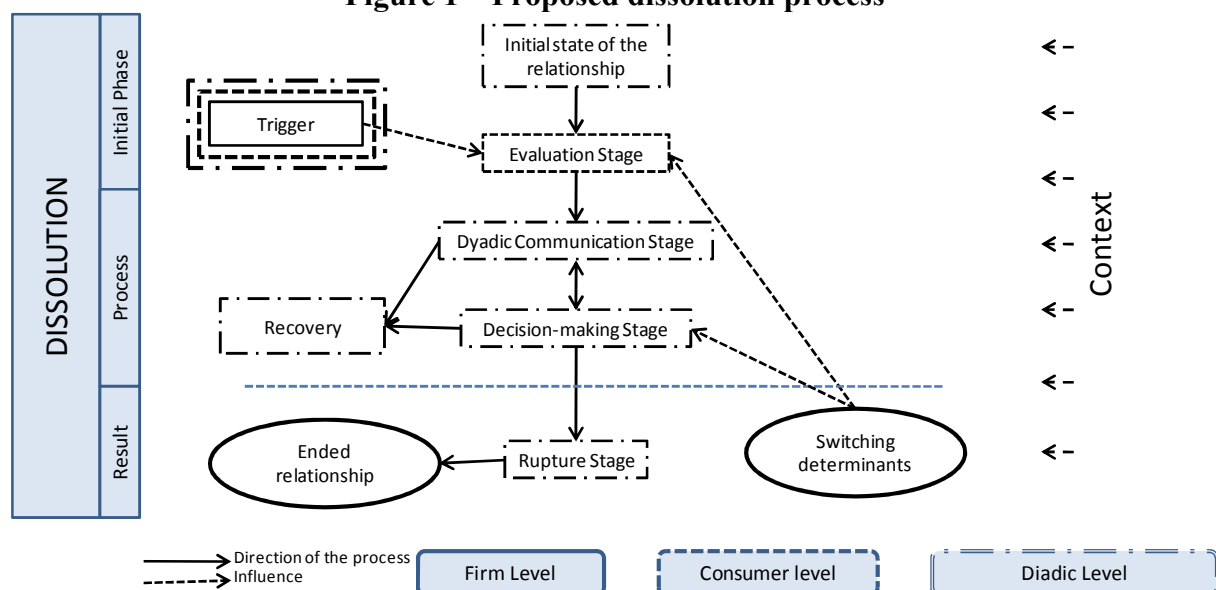 Figure 1 – Proposed dissolution process
DISSOLUTION
Initial Phase
Process
Result
Initial state of the
relationship
Trigger
Evaluation Stage
Dyadic Communication Stage
Recovery
Decision-making Stage
Ended
relationship
Rupture Stage
Switching
determinants
Context
Direction of the process
Influence
Firm Level
Consumer level
Diadic Level